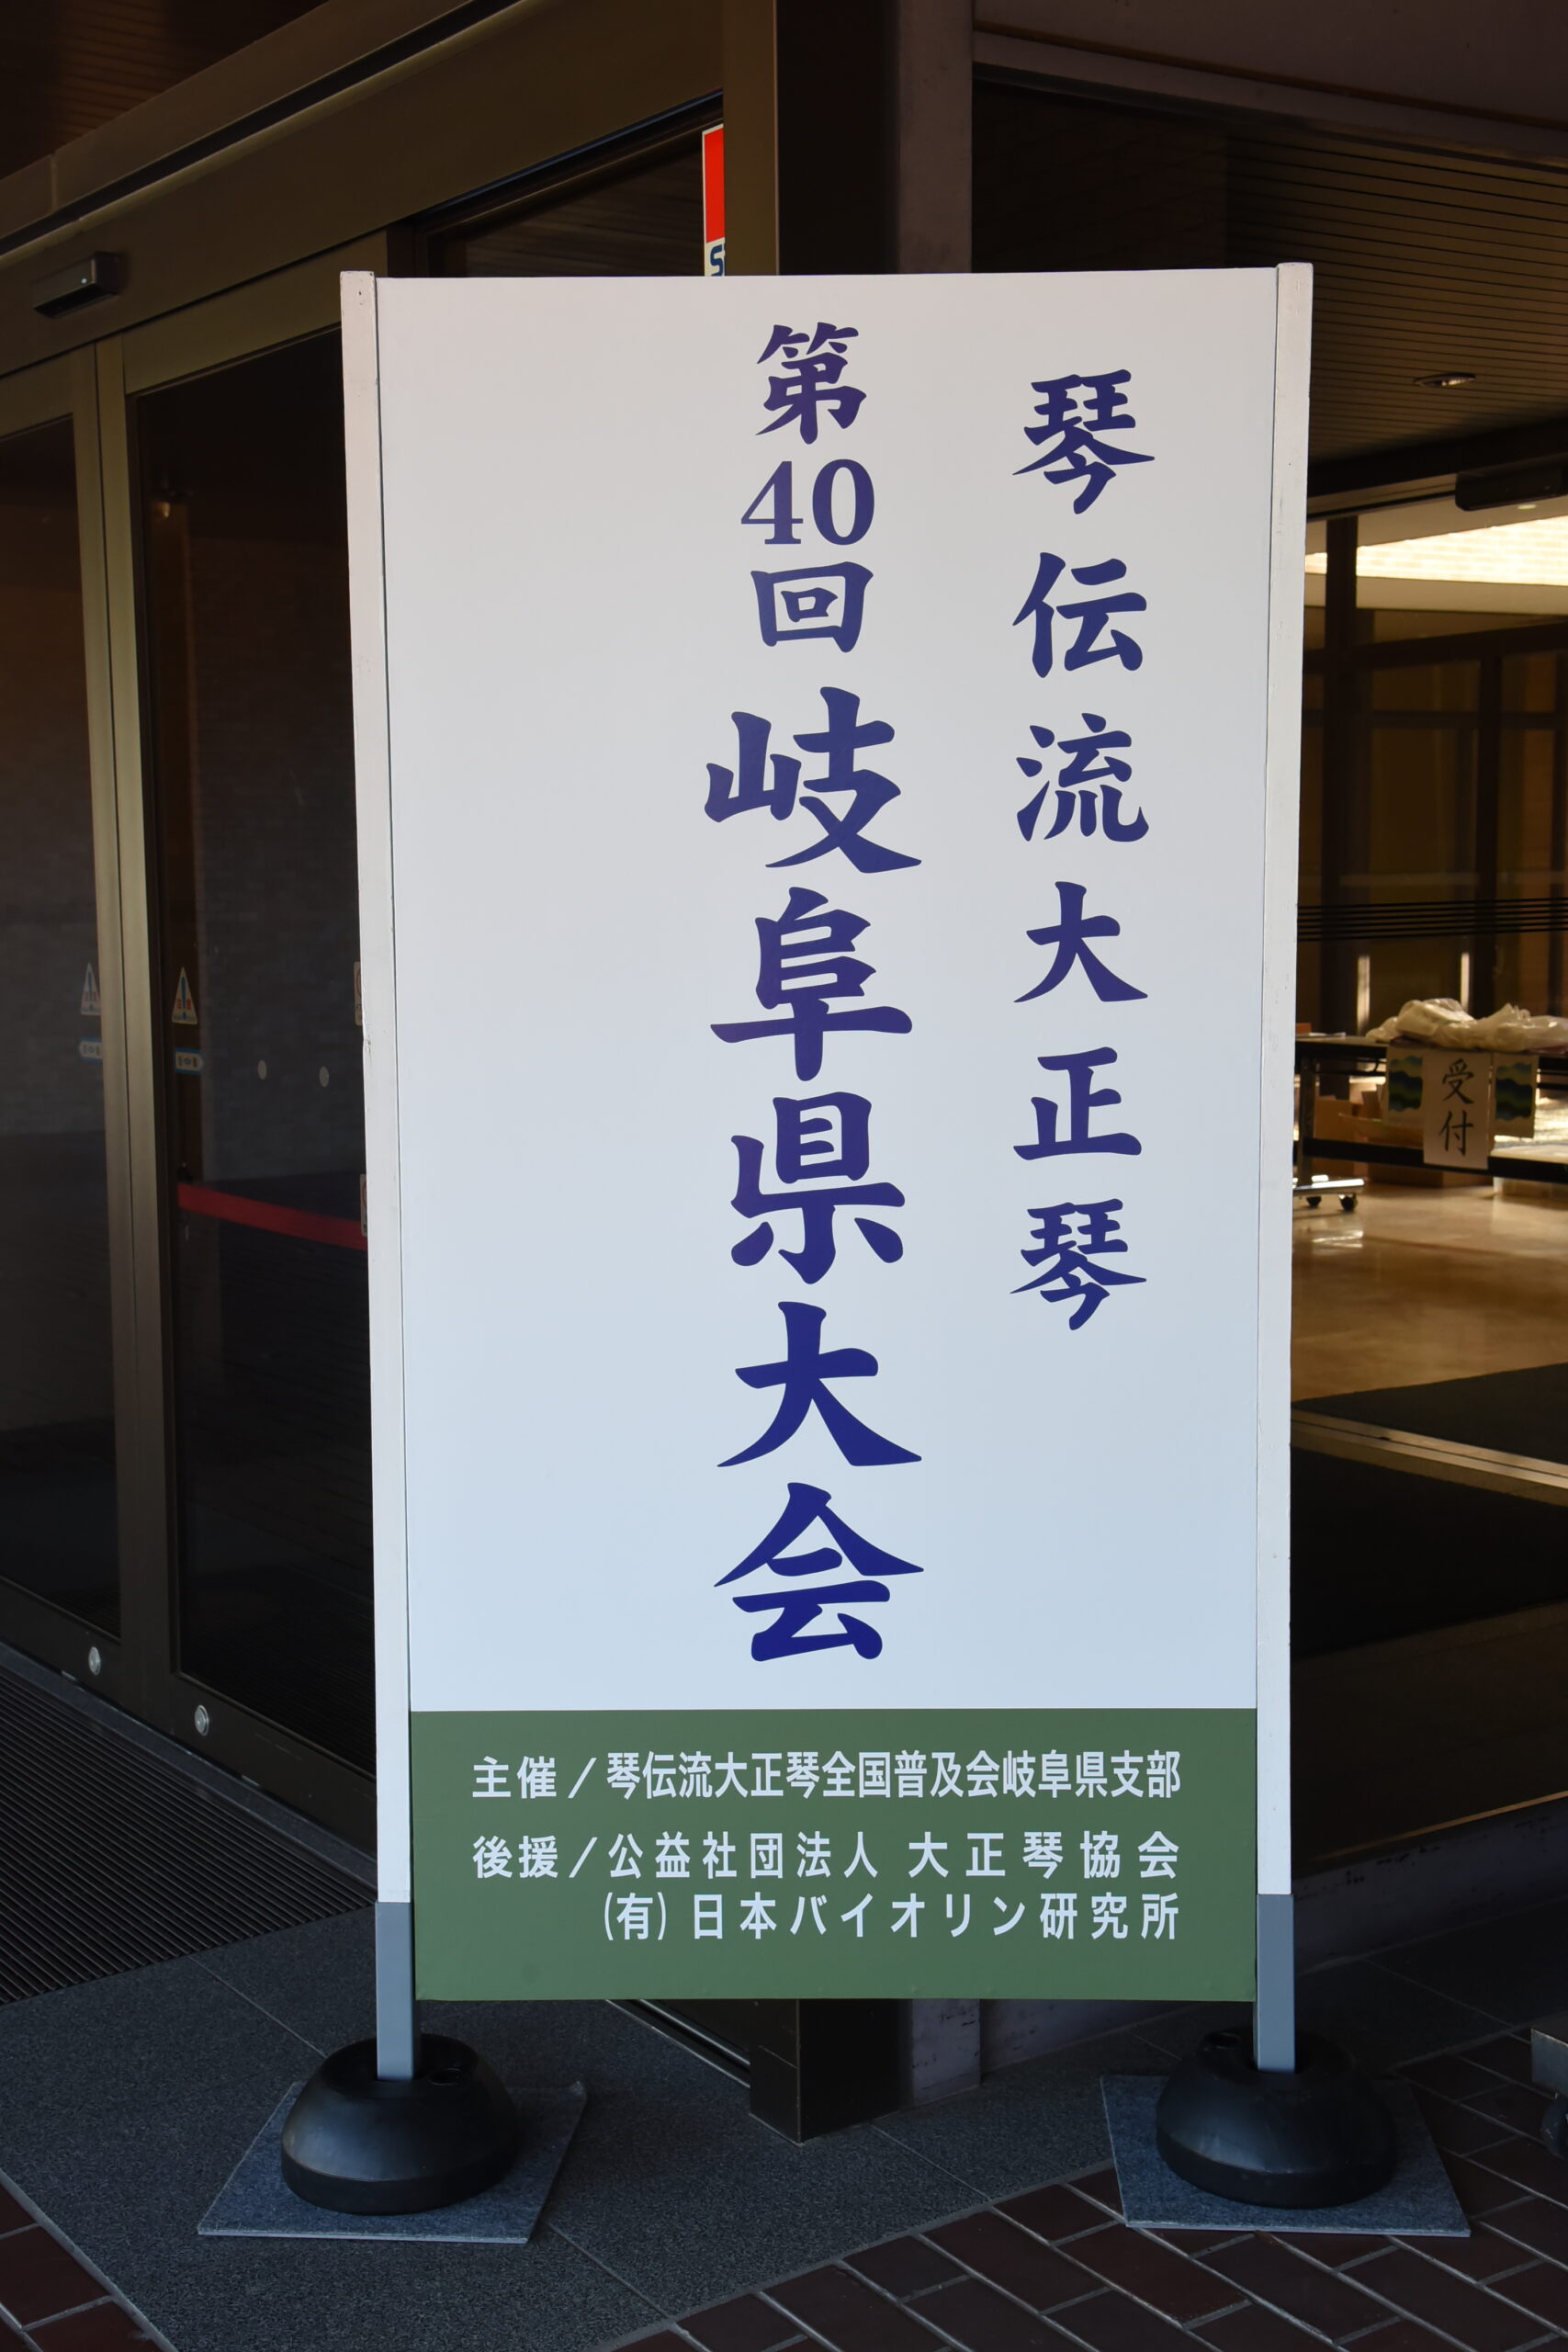 琴伝流大正琴
第40回岐阜県大会
主催／琴伝流大正琴全国普及会岐阜県支部
後援／公益社団法人 大正琴協会
(有)日本バイオリン研究所
受付